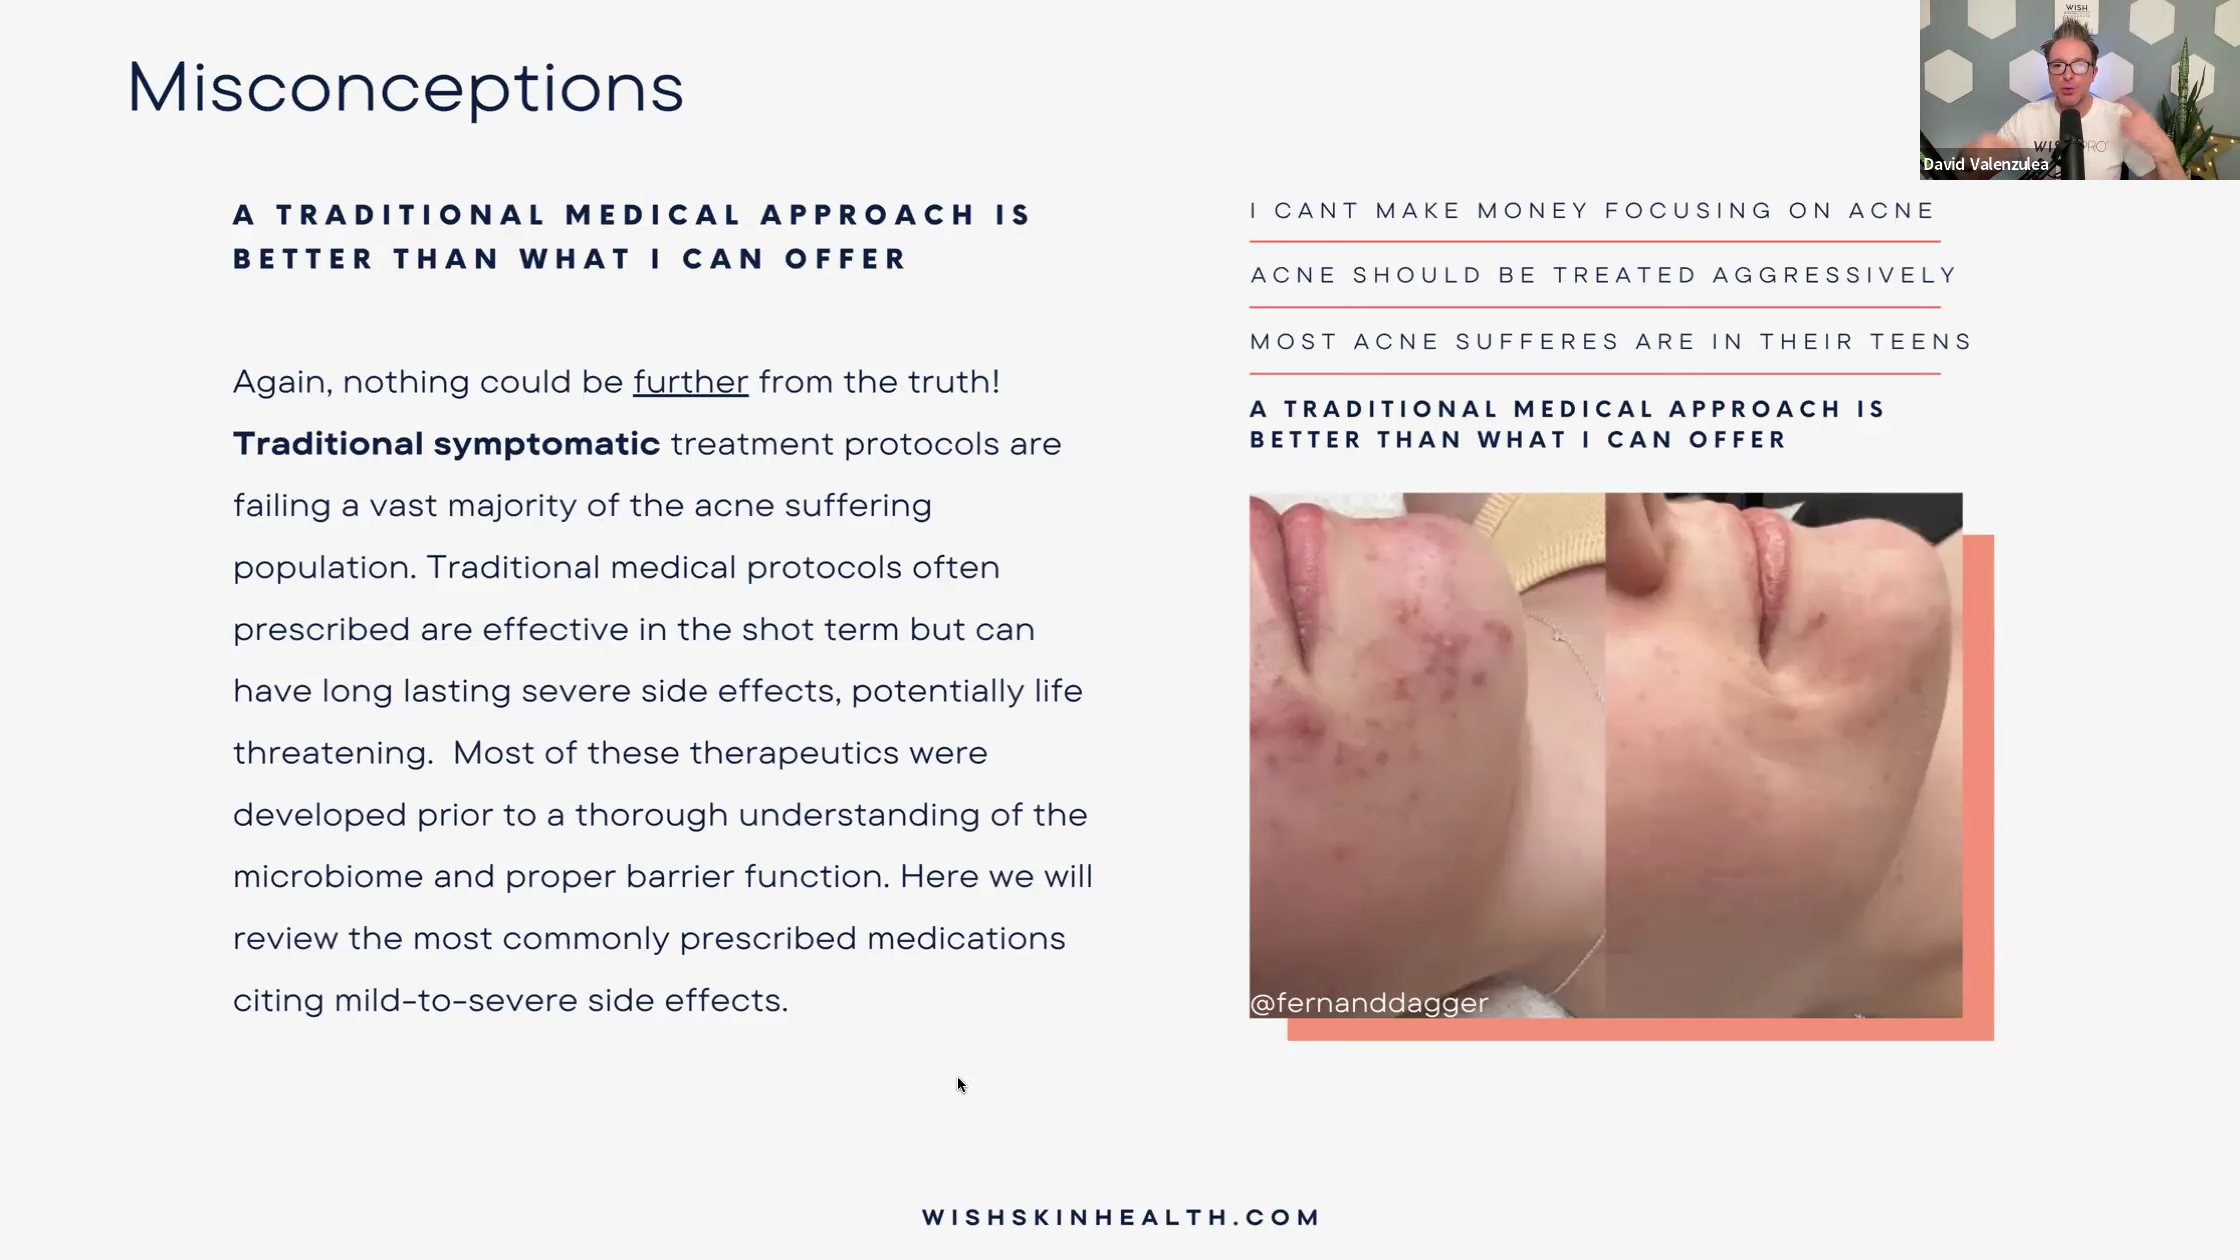 Misconceptions
A TRADITIONAL MEDICAL APPROACH IS
BETTER THAN WHAT I CAN OFFER
Again, nothing could be further from the truth!
Traditional symptomatic treatment protocols are
failing a vast majority of the acne suffering
population. Traditional medical protocols often
prescribed are effective in the shot term but can
have long lasting severe side effects, potentially life
threatening.  Most of these therapeutics were
developed prior to a thorough understanding of the
microbiome and proper barrier function. Here we will
review the most commonly prescribed medications
citing mild-to-severe side effects.
WISH
David Valenzulea
I CANT MAKE MONEY FOCUSING ON ACNE
ACNE SHOULD BE TREATED AGGRESSIVELY
MOST ACNE SUFFERES ARE IN THEIR TEENS
A TRADITIONAL MEDICAL APPROACH IS
BETTER THAN WHAT I CAN OFFER
@fernanddagger
WISHSKINHEALTH.COM